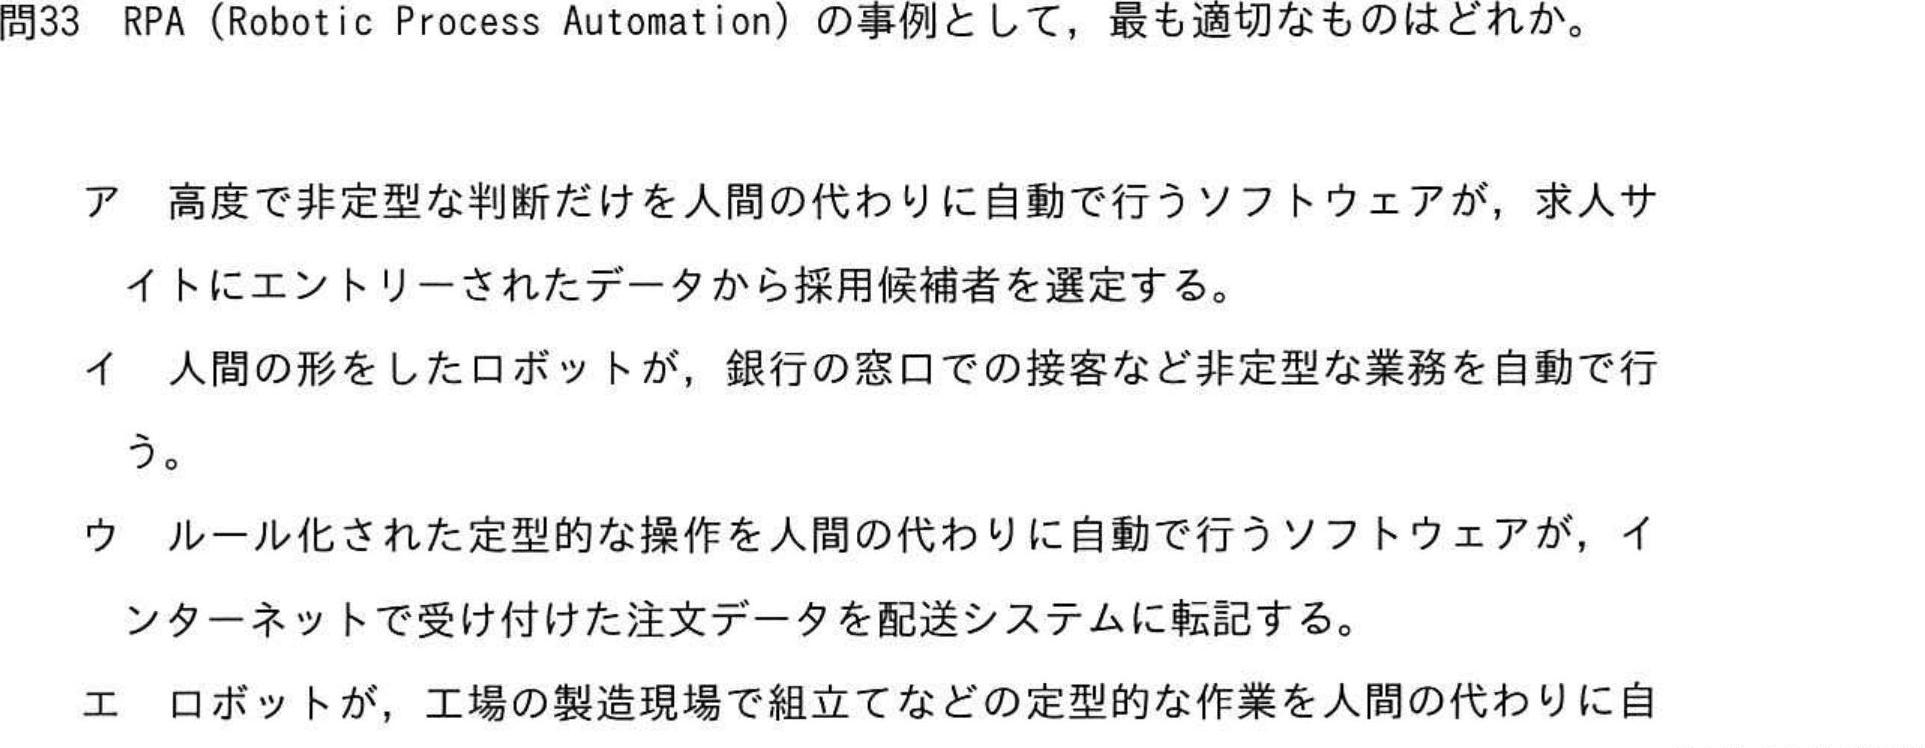 問33 RPA（Robotic Process Automation）の事例として，最も適切なものはどれか。
ア 高度で非定型な判断だけを人間の代わりに自動で行うソフトウェアが，求人サ
イトにエントリーされたデータから採用候補者を選定する。
イ 人間の形をしたロボットが，銀行の窓口での接客など非定型な業務を自動で行
う。
ウ ルール化された定型的な操作を人間の代わりに自動で行うソフトウェアが，イ
ンターネットで受け付けた注文データを配送システムに転記する。
エ ロボットが，工場の製造現場で組立てなどの定型的な作業を人間の代わりに自